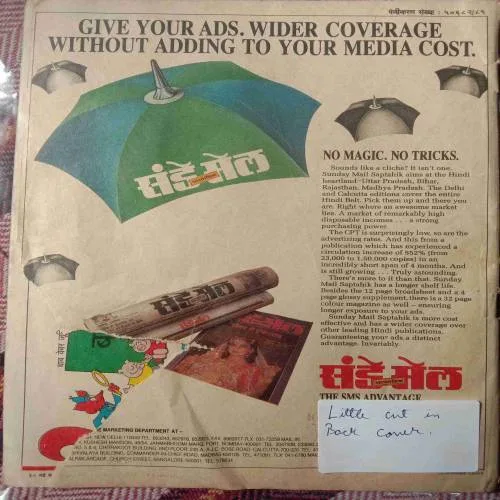 पंजीकरण संख्या :
GIVE YOUR ADS. WIDER COVERAGE
WITHOUT ADDING TO YOUR MEDIA COST.
संडे मेल
NO MAGIC. NO TRICKS.
Sounds like a cliche? It isn't one.
Sunday Mail Saptahik aims at the Hindi
heartland—Uttar Pradesh, Bihar,
Rajasthan, Madhya Pradesh. The Delhi
and Calcutta editions cover the entire
Hindi Belt. Pick them up and there you
are. Right where an awesome market
lies. A market of remarkably high
disposable incomes . . . a strong
purchasing power.
The CPT is surprisingly low, so are the
advertising rates. And this from a
publication which has experienced a
circulation increase of 552% (from
23,000 to 1,50,000 copies) in an
incredibly short span of 4 months. And
is still growing . . . Truly astounding.
There's more to it than that. Sunday
Mail Saptahik has a longer shelf life.
Besides the 12 page broadsheet and a 4
page glossy supplement, there is a 32 page
colour magazine as well — ensuring
longer exposure to your ads.
Sunday Mail Saptahik is more cost
effective and has a wider coverage over
other leading Hindi publications.
Guaranteeing your ads a distinct
advantage. Invariably.
संडे मेल
संडे मेल
THE SMS ADVANTAGE
Little cut in
Back cover.
MARKETING DEPARTMENT AT –